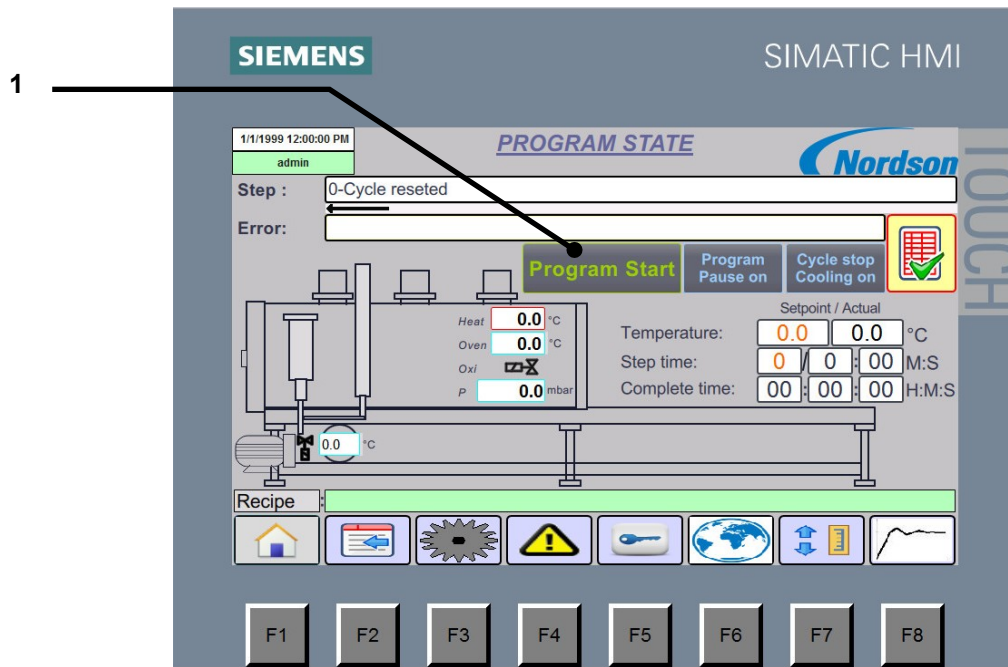 SIEMENS
SIMATIC HMI
1
1/1/1999 12:00:00 PM
admin
PROGRAM STATE
Nordson
TOUCH
Step :
0-Cycle reseted
Error:
Program Start
Program
Pause on
Cycle stop
Cooling on
Setpoint / Actual
Heat 0.0 °C
Oven 0.0 °C
Oxi
P 0.0 mbar
Temperature: 0.0 0.0 °C
Step time: 0 / 0 : 00 M:S
Complete time: 00 : 00 : 00 H:M:S
0.0 °C
Recipe :
F1 F2 F3 F4 F5 F6 F7 F8